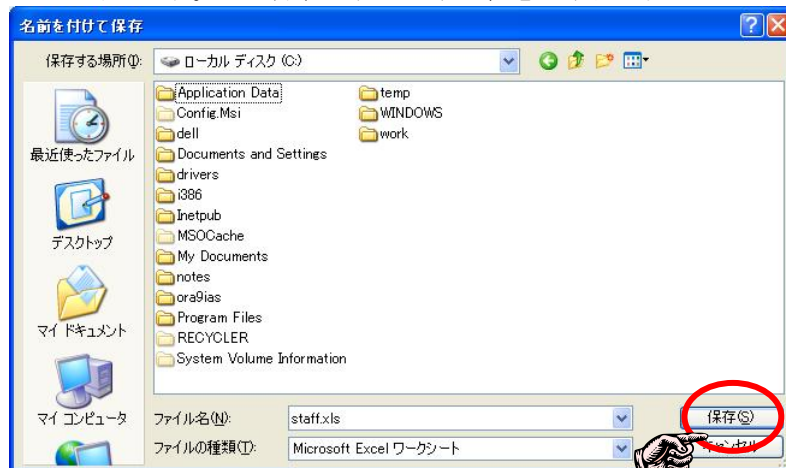 名前を付けて保存
保存する場所(I):
ローカル ディスク (C:)
Application Data
Config.Msi
dell
Documents and Settings
drivers
i386
Inetpub
MSOCache
My Documents
notes
ora9ias
Program Files
RECYCLER
System Volume Information
temp
WINDOWS
work
最近使ったファイル
デスクトップ
マイ ドキュメント
マイ コンピュータ
ファイル名(N):
staff.xls
保存(S)
ファイルの種類(T):
Microsoft Excel ワークシート
キャンセル